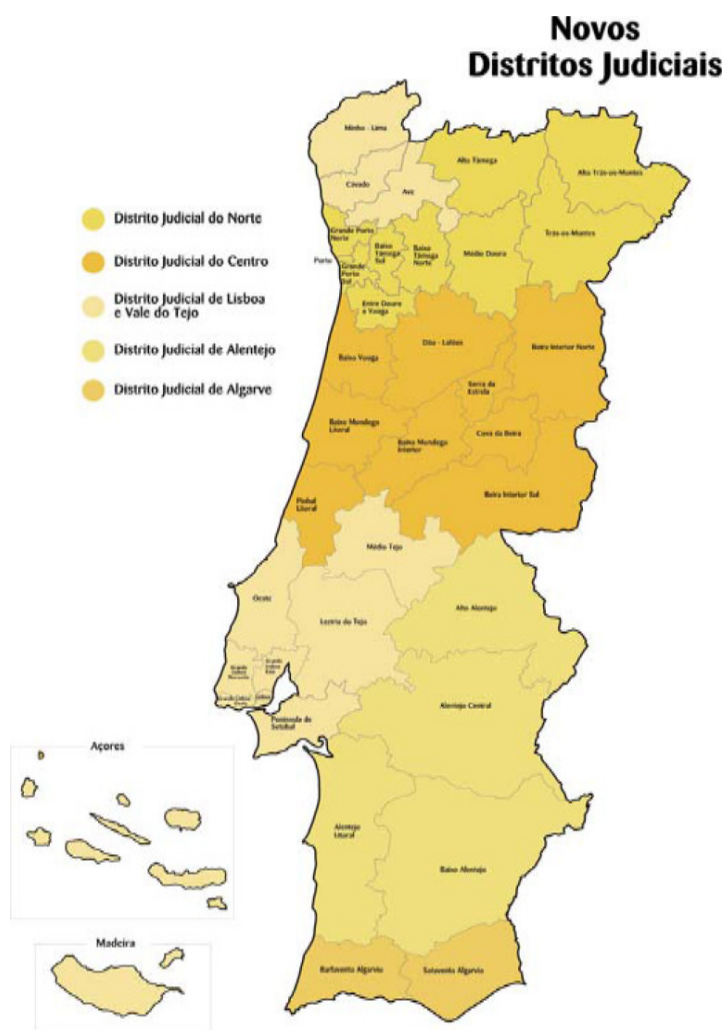 Novos
Distritos Judiciais
Minho - Lima
Cávado
Ave
Alto Tâmega
Alto Trás-os-Montes
Distrito Judicial do Norte
Distrito Judicial do Centro
Distrito Judicial de Lisboa
e Vale do Tejo
Distrito Judicial de Alentejo
Distrito Judicial de Algarve
Grande Porto
Norte
Porto
Grande
Porto
Sul
Baixo
Tâmega
Sul
Baixo
Tâmega
Norte
Médio Douro
Trás-os-Montes
Entre Douro
e Vouga
Baixo Vouga
Dão - Lafões
Beira Interior Norte
Serra da
Estrela
Baixo Mondego
Litoral
Baixo Mondego
Interior
Cova da Beira
Pinhal
Litoral
Beira Interior Sul
Médio Tejo
Oeste
Lezíria do Tejo
Alto Alentejo
Península de
Setúbal
Alentejo Central
Alentejo
Litoral
Baixo Alentejo
Açores
Madeira
Barlavento Algarvio
Sotavento Algarvio